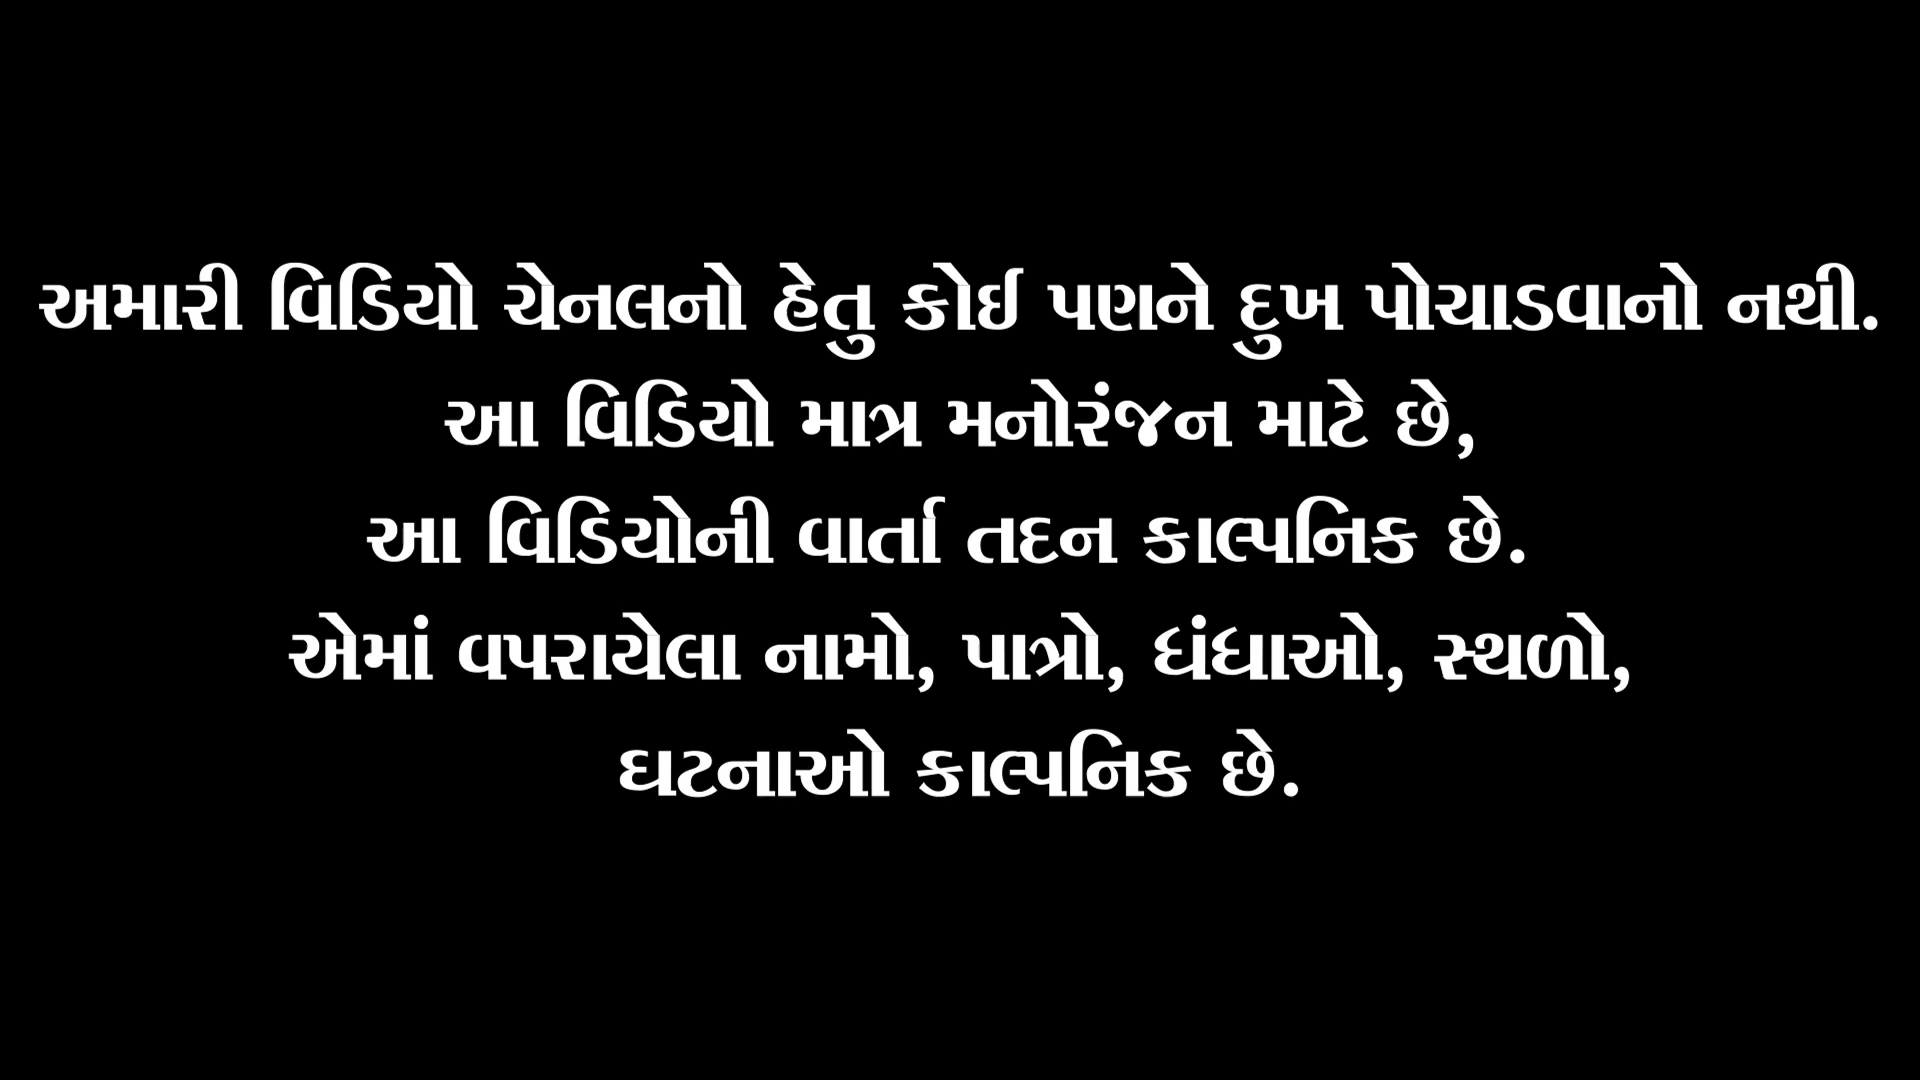 અમારી વિડિયો ચેનલનો હેતુ કોઈ પણને દુખ પોચાડવાનો નથી.
આ વિડિયો માત્ર મનોરંજન માટે છે,
આ વિડિયોની વાર્તા તદન કાલ્પનિક છે.
એમાં વપરાયેલા નામો, પાત્રો, ધંધાઓ, સ્થળો,
ઘટનાઓ કાલ્પનિક છે.